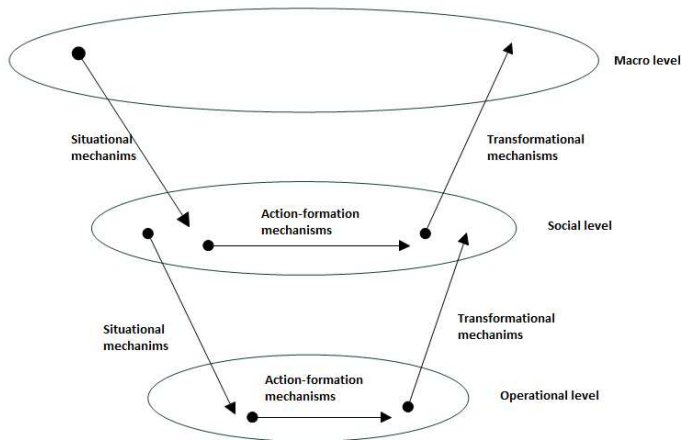 Macro level
Situational
mechanims
Transformational
mechanisms
Action-formation
mechanisms
Social level
Situational
mechanims
Transformational
mechanims
Action-formation
mechanisms
Operational level